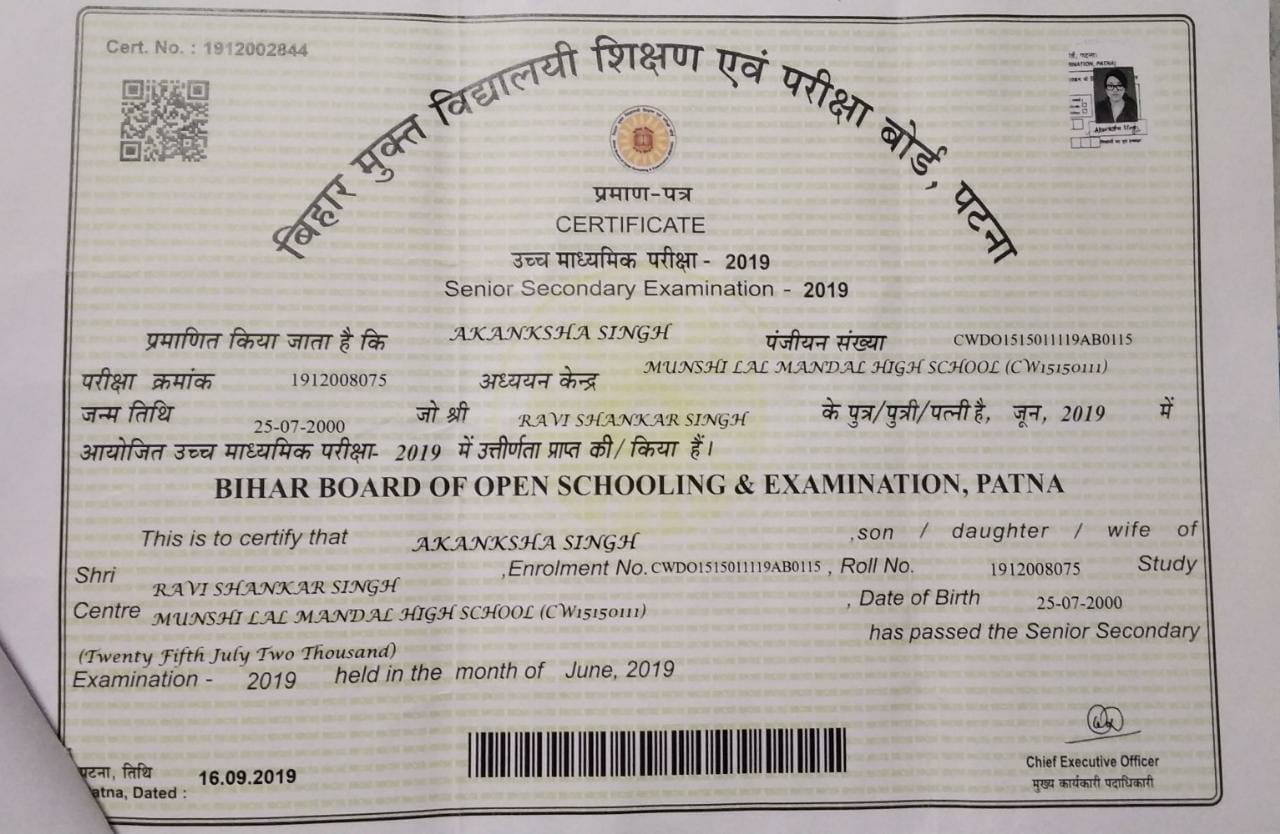 Cert. No. : 1912002844
बिहार मुक्त विद्यालयी शिक्षण एवं परीक्षा बोर्ड, पटना
Akanksha Singh
प्रमाण-पत्र
CERTIFICATE
उच्च माध्यमिक परीक्षा - 2019
Senior Secondary Examination - 2019
प्रमाणित किया जाता है कि AKANKSHA SINGH पंजीयन संख्या CWDO1515011119AB0115
परीक्षा क्रमांक 1912008075 अध्ययन केन्द्र MUNSHI LAL MANDAL HIGH SCHOOL (CW15150111)
जन्म तिथि 25-07-2000 जो श्री RAVI SHANKAR SINGH के पुत्र/पुत्री/पत्नी है, जून, 2019 में
आयोजित उच्च माध्यमिक परीक्षा- 2019 में उत्तीर्णता प्राप्त की/ किया हैं।
BIHAR BOARD OF OPEN SCHOOLING & EXAMINATION, PATNA
This is to certify that AKANKSHA SINGH ,son / daughter / wife of
Shri RAVI SHANKAR SINGH ,Enrolment No. CWDO1515011119AB0115 , Roll No. 1912008075 Study
Centre MUNSHI LAL MANDAL HIGH SCHOOL (CW15150111) , Date of Birth 25-07-2000
(Twenty Fifth July Two Thousand) has passed the Senior Secondary
Examination - 2019 held in the month of June, 2019
पटना, तिथि 16.09.2019
atna, Dated :
Chief Executive Officer
मुख्य कार्यकारी पदाधिकारी